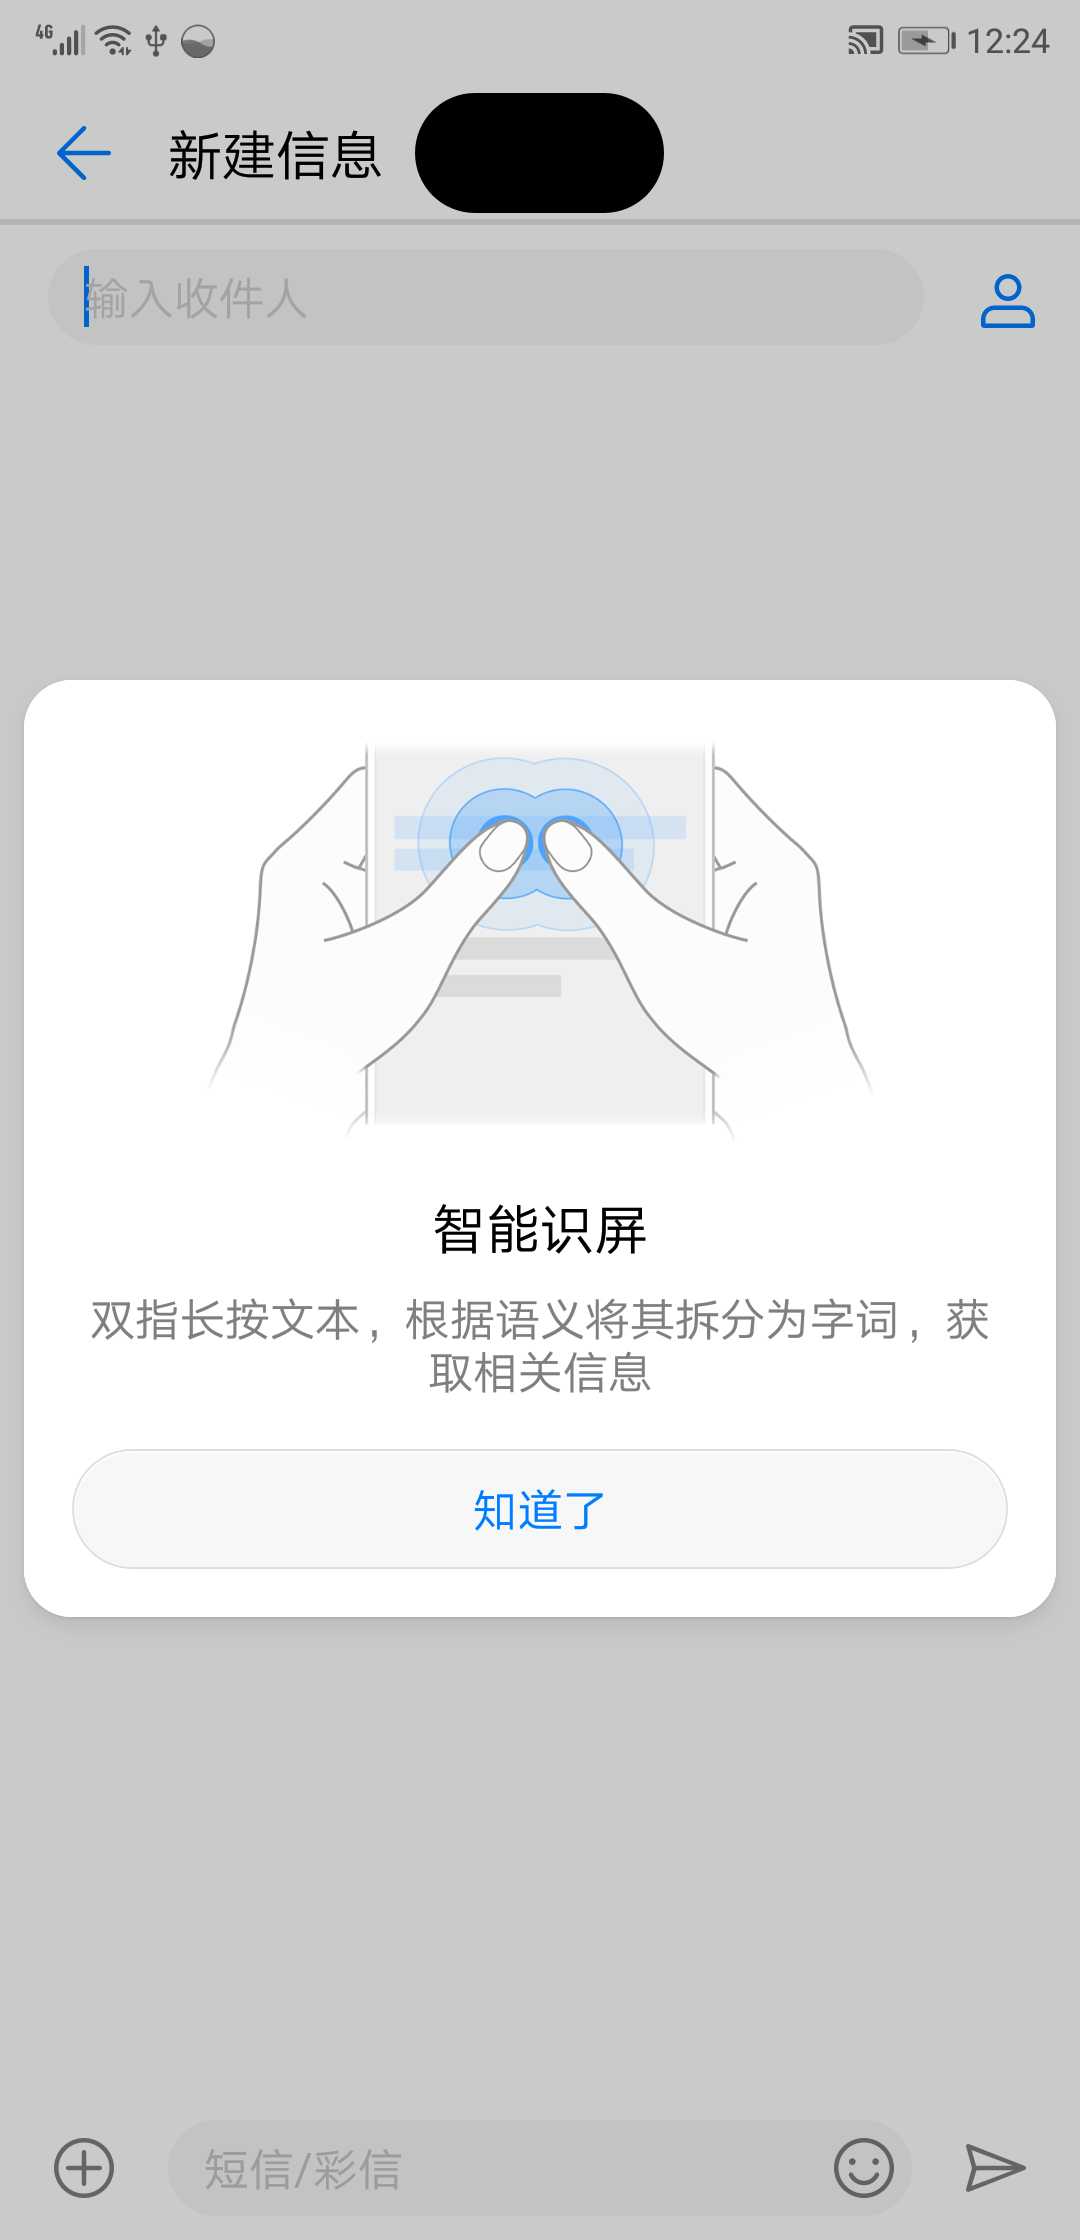 4G
12:24
新建信息
输入收件人
智能识屏
双指长按文本，根据语义将其拆分为字词，获
取相关信息
知道了
短信/彩信